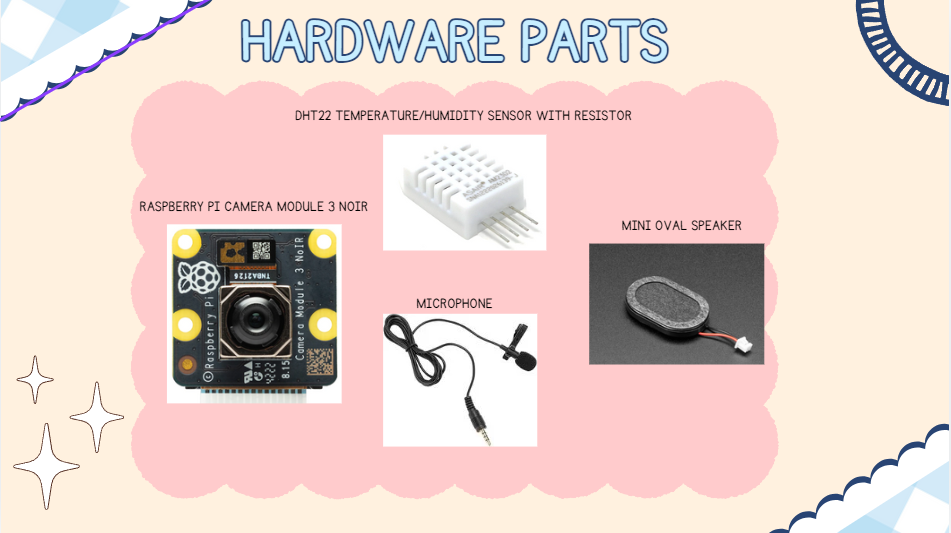 HARDWARE PARTS
DHT22 TEMPERATURE/HUMIDITY SENSOR WITH RESISTOR
RASPBERRY PI CAMERA MODULE 3 NOIR
MINI OVAL SPEAKER
MICROPHONE
TNBA2126
© Raspberry Pi
Camera Module 3 NoIR
8.15